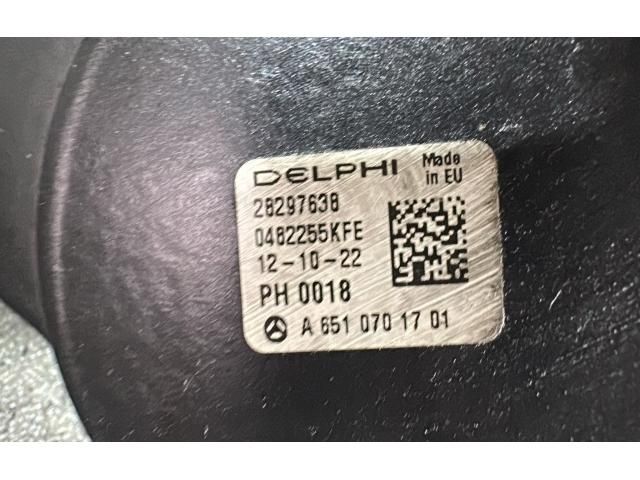 DELPHI Made in EU
28297638
0482255KFE
12-10-22
PH 0018
A 651 070 17 01